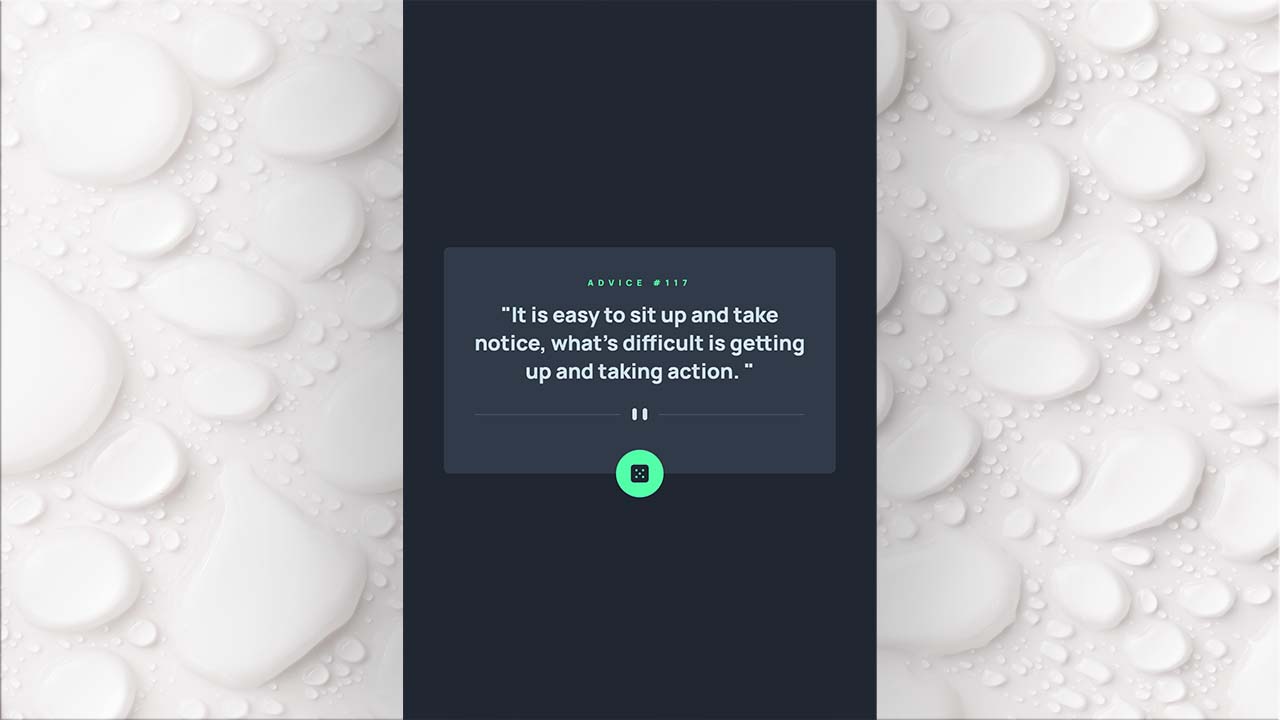 ADVICE #117
"It is easy to sit up and take
notice, what's difficult is getting
up and taking action. "